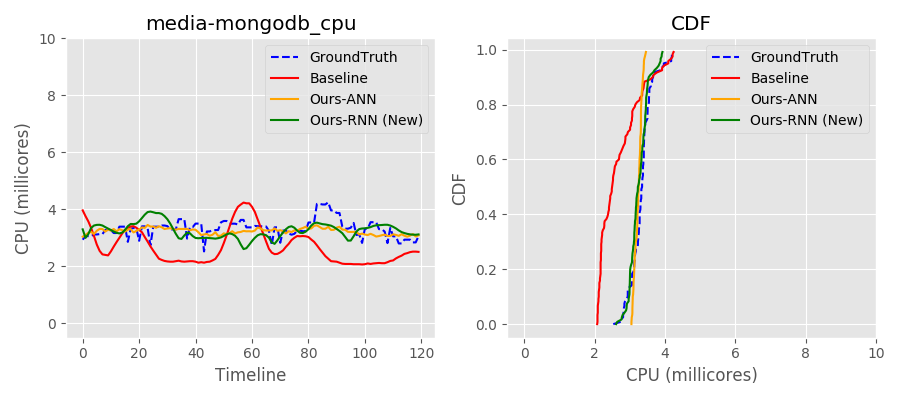 media-mongodb_cpu
CPU (millicores)
10
8
6
4
2
0
0
20
40
60
80
100
120
Timeline
GroundTruth
Baseline
Ours-ANN
Ours-RNN (New)
CDF
CDF
1.0
0.8
0.6
0.4
0.2
0.0
0
2
4
6
8
10
CPU (millicores)
GroundTruth
Baseline
Ours-ANN
Ours-RNN (New)